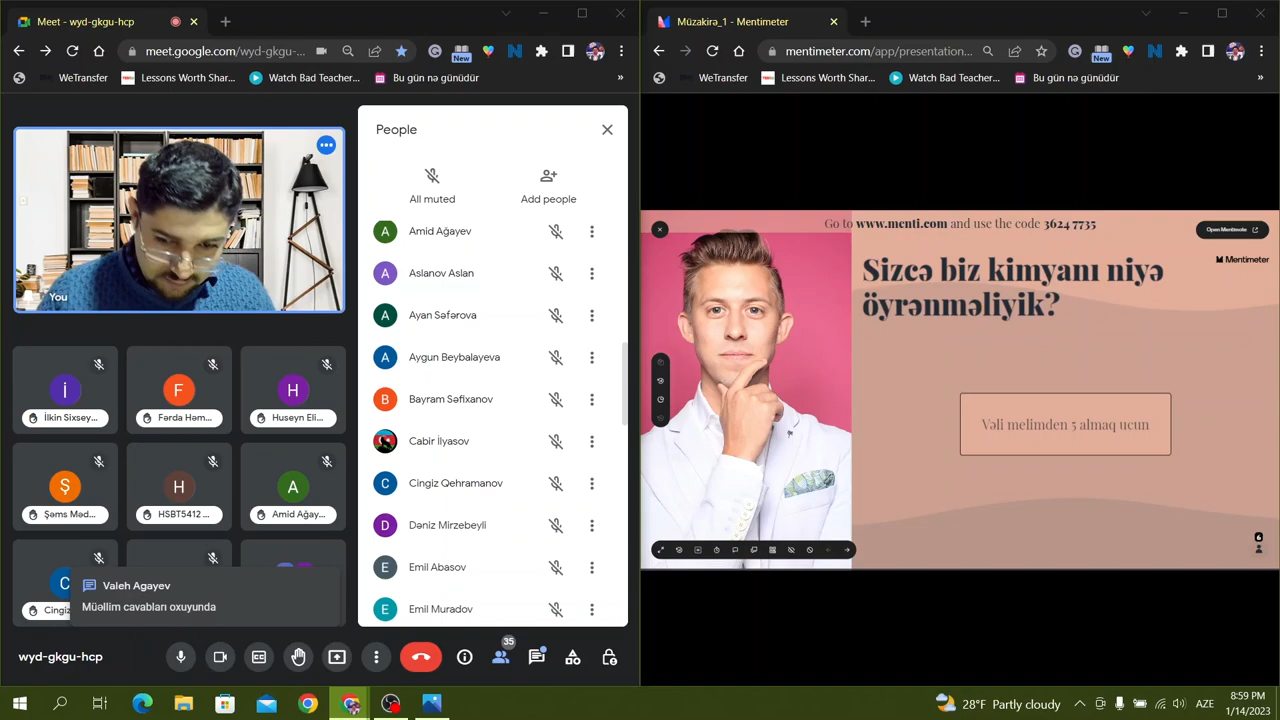 Meet - wyd-gkgu-hcp
Müzakirə_1 - Mentimeter
meet.google.com/wyd-gkgu-...
New
mentimeter.com/app/presentation...
New
WeTransfer
Lessons Worth Shar...
Watch Bad Teacher...
Bu gün nə günüdür
»
WeTransfer
Lessons Worth Shar...
Watch Bad Teacher...
Bu gün nə günüdür
»
You
People
All muted
Add people
A Amid Ağayev
A Aslanov Aslan
A Ayan Səfərova
A Aygun Beybalayeva
B Bayram Səfixanov
Cabir İlyasov
C Cingiz Qehramanov
D Dəniz Mirzebeyli
E Emil Abasov
E Emil Muradov
İ
F
H
İlkin Sixsey...
Fərda Həm...
Huseyn Eli...
Ş
H
A
Şəms Məd...
HSBT5412 ...
Amid Ağay...
C
Cingiz
Valeh Agayev
Müəllim cavabları oxuyunda
wyd-gkgu-hcp
35
Go to www.menti.com and use the code 3624 7735
Open Mentimote
Mentimeter
Sizcə biz kimyanı niyə
öyrənməliyik?
Vəli melimden 5 almaq ucun
6
28°F Partly cloudy
AZE
8:59 PM
1/14/2023